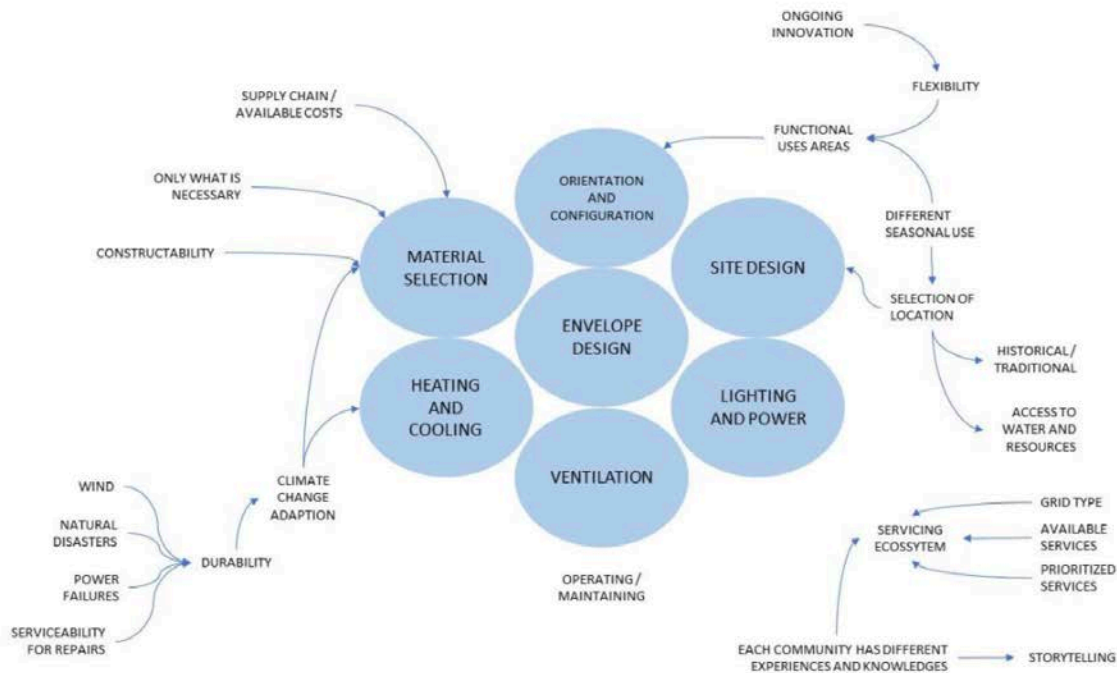 ONGOING
INNOVATION
FLEXIBILITY
SUPPLY CHAIN /
AVAILABLE COSTS
FUNCTIONAL
USES AREAS
ONLY WHAT IS
NECESSARY
ORIENTATION
AND
CONFIGURATION
DIFFERENT
SEASONAL USE
CONSTRUCTABILITY
MATERIAL
SELECTION
SITE DESIGN
SELECTION OF
LOCATION
ENVELOPE
DESIGN
HISTORICAL /
TRADITIONAL
HEATING
AND
COOLING
LIGHTING
AND POWER
ACCESS TO
WATER AND
RESOURCES
VENTILATION
CLIMATE
CHANGE
ADAPTION
WIND
NATURAL
DISASTERS
DURABILITY
POWER
FAILURES
SERVICEABILITY
FOR REPAIRS
OPERATING /
MAINTAINING
GRID TYPE
SERVICING
ECOSSYTEM
AVAILABLE
SERVICES
PRIORITIZED
SERVICES
EACH COMMUNITY HAS DIFFERENT
EXPERIENCES AND KNOWLEDGES
STORYTELLING